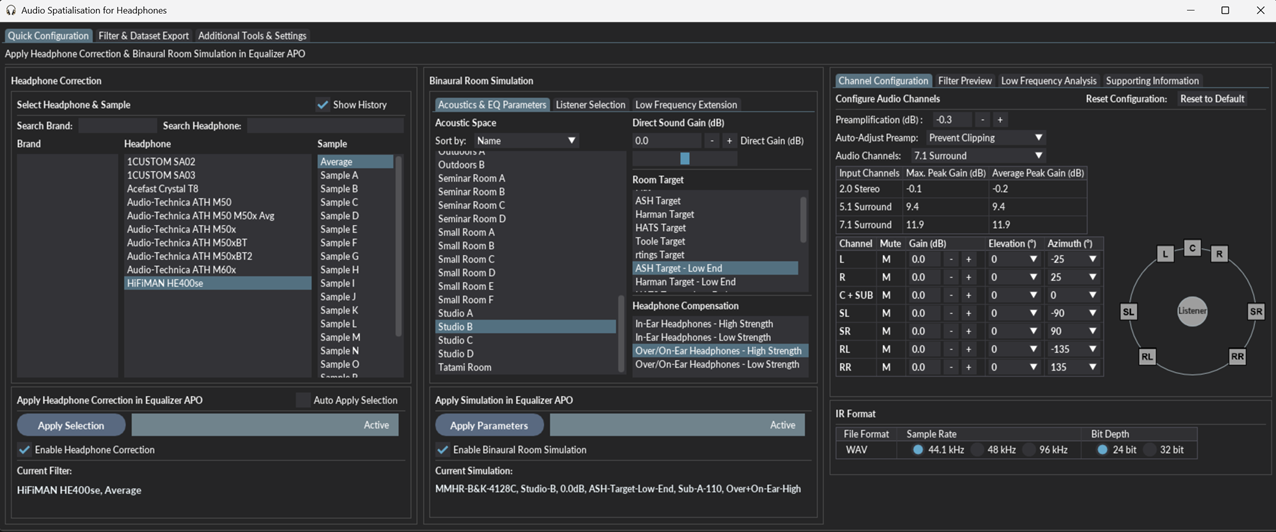 Audio Spatialisation for Headphones
Quick Configuration Filter & Dataset Export Additional Tools & Settings
Apply Headphone Correction & Binaural Room Simulation in Equalizer APO
Headphone Correction
Select Headphone & Sample Show History
Search Brand: Search Headphone:
Brand Headphone Sample
1CUSTOM SA02
1CUSTOM SA03
Acefast Crystal T8
Audio-Technica ATH M50
Audio-Technica ATH M50 M50x Avg
Audio-Technica ATH M50x
Audio-Technica ATH M50xBT
Audio-Technica ATH M50xBT2
Audio-Technica ATH M60x
HiFiMAN HE400se
Average
Sample A
Sample B
Sample C
Sample D
Sample E
Sample F
Sample G
Sample H
Sample I
Sample J
Sample K
Sample L
Sample M
Sample N
Sample O
Apply Headphone Correction in Equalizer APO Auto Apply Selection
Apply Selection Active
Enable Headphone Correction
Current Filter:
HiFiMAN HE400se, Average
Binaural Room Simulation
Acoustics & EQ Parameters Listener Selection Low Frequency Extension
Acoustic Space
Sort by: Name
Outdoors A
Outdoors B
Seminar Room A
Seminar Room B
Seminar Room C
Seminar Room D
Small Room A
Small Room B
Small Room C
Small Room D
Small Room E
Small Room F
Studio A
Studio B
Studio C
Studio D
Tatami Room
Direct Sound Gain (dB)
0.0 - + Direct Gain (dB)
Room Target
ASH Target
Harman Target
HATS Target
Toole Target
rtings Target
ASH Target - Low End
Harman Target - Low End
Headphone Compensation
In-Ear Headphones - High Strength
In-Ear Headphones - Low Strength
Over/On-Ear Headphones - High Strength
Over/On-Ear Headphones - Low Strength
Apply Simulation in Equalizer APO
Apply Parameters Active
Enable Binaural Room Simulation
Current Simulation:
MMHR-B&K-4128C, Studio-B, 0.0dB, ASH-Target-Low-End, Sub-A-110, Over+On-Ear-High
Channel Configuration Filter Preview Low Frequency Analysis Supporting Information
Configure Audio Channels Reset Configuration: Reset to Default
Preamplification (dB) : -0.3 - +
Auto-Adjust Preamp: Prevent Clipping
Audio Channels: 7.1 Surround
Input Channels Max. Peak Gain (dB) Average Peak Gain (dB)
2.0 Stereo -0.1 -0.2
5.1 Surround 9.4 9.4
7.1 Surround 11.9 11.9
Channel Mute Gain (dB) Elevation (°) Azimuth (°)
L M 0.0 - + 0 -25
R M 0.0 - + 0 25
C + SUB M 0.0 - + 0 0
SL M 0.0 - + 0 -90
SR M 0.0 - + 0 90
RL M 0.0 - + 0 -135
RR M 0.0 - + 0 135
L C R
SL Listener SR
RL RR
IR Format
File Format Sample Rate Bit Depth
WAV 44.1 kHz 48 kHz 96 kHz 24 bit 32 bit